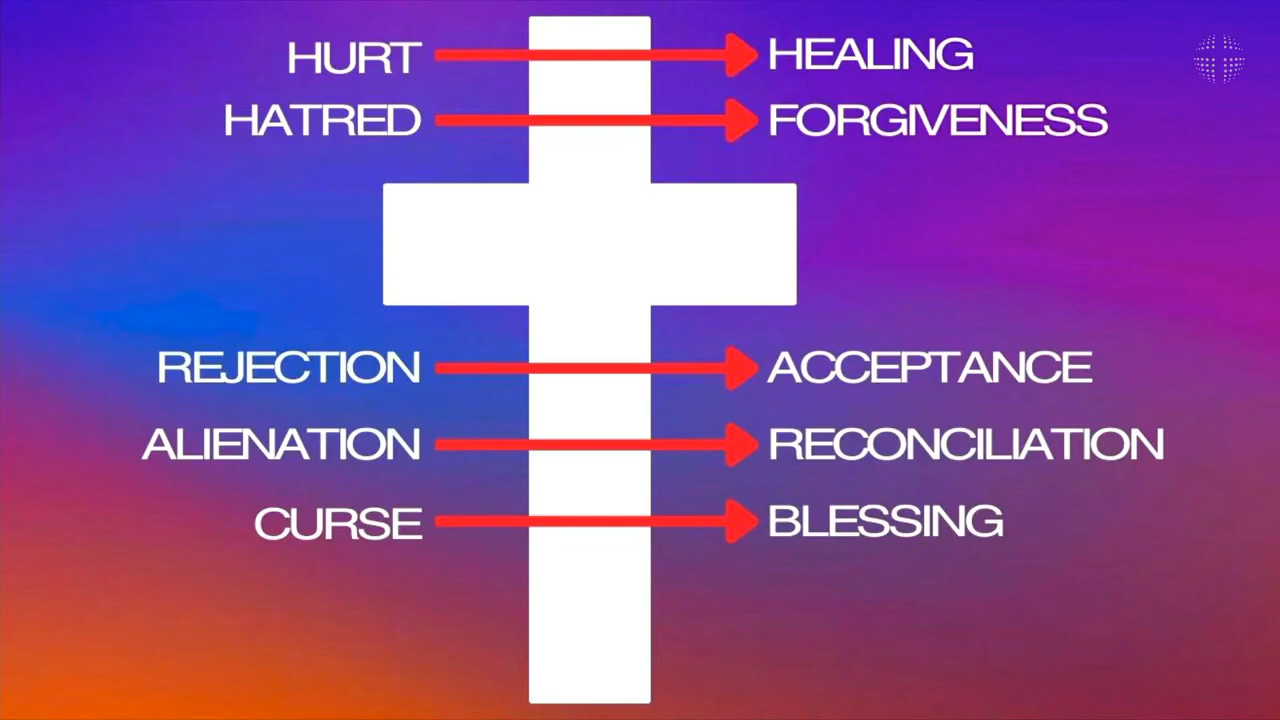 HURT HEALING
HATRED FORGIVENESS
REJECTION ACCEPTANCE
ALIENATION RECONCILIATION
CURSE BLESSING